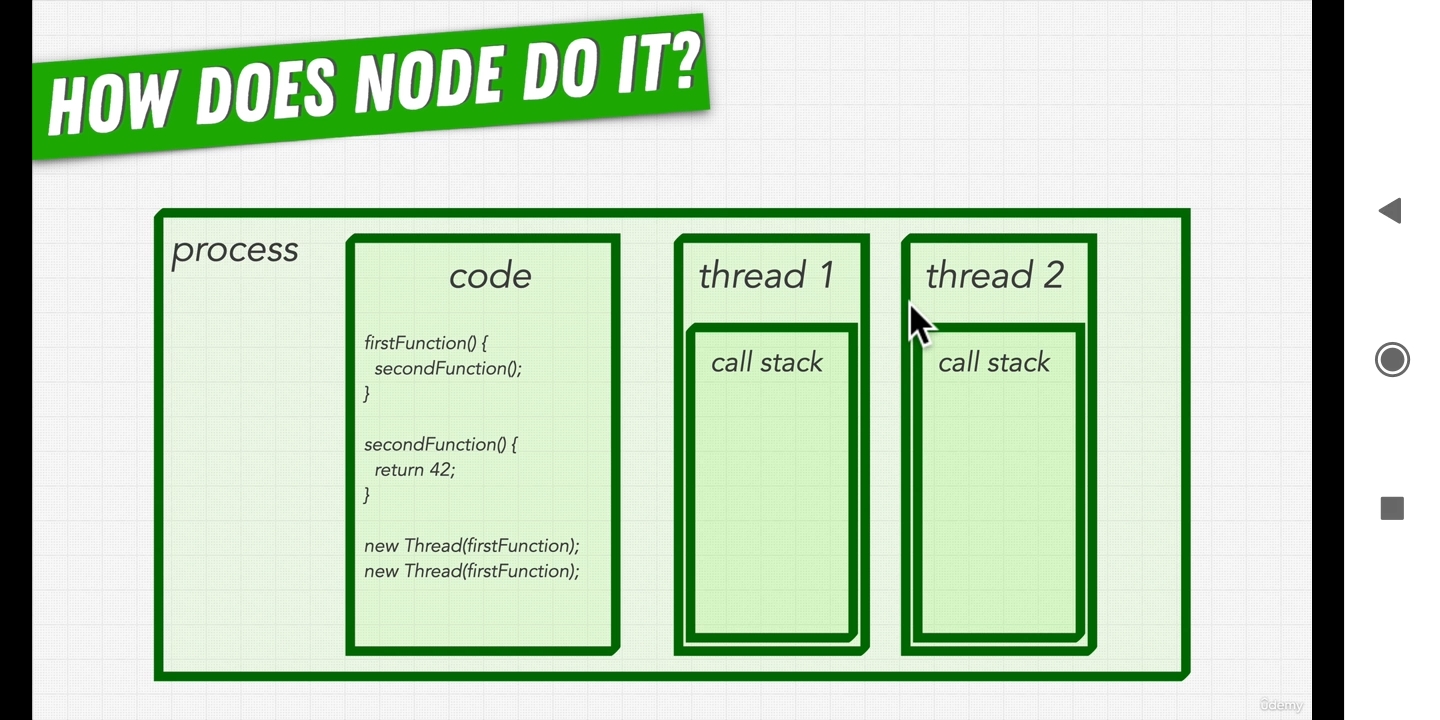 HOW DOES NODE DO IT?
process
code
firstFunction() {
secondFunction();
}
secondFunction() {
return 42;
}
new Thread(firstFunction);
new Thread(firstFunction);
thread 1
call stack
thread 2
call stack
ûdemy